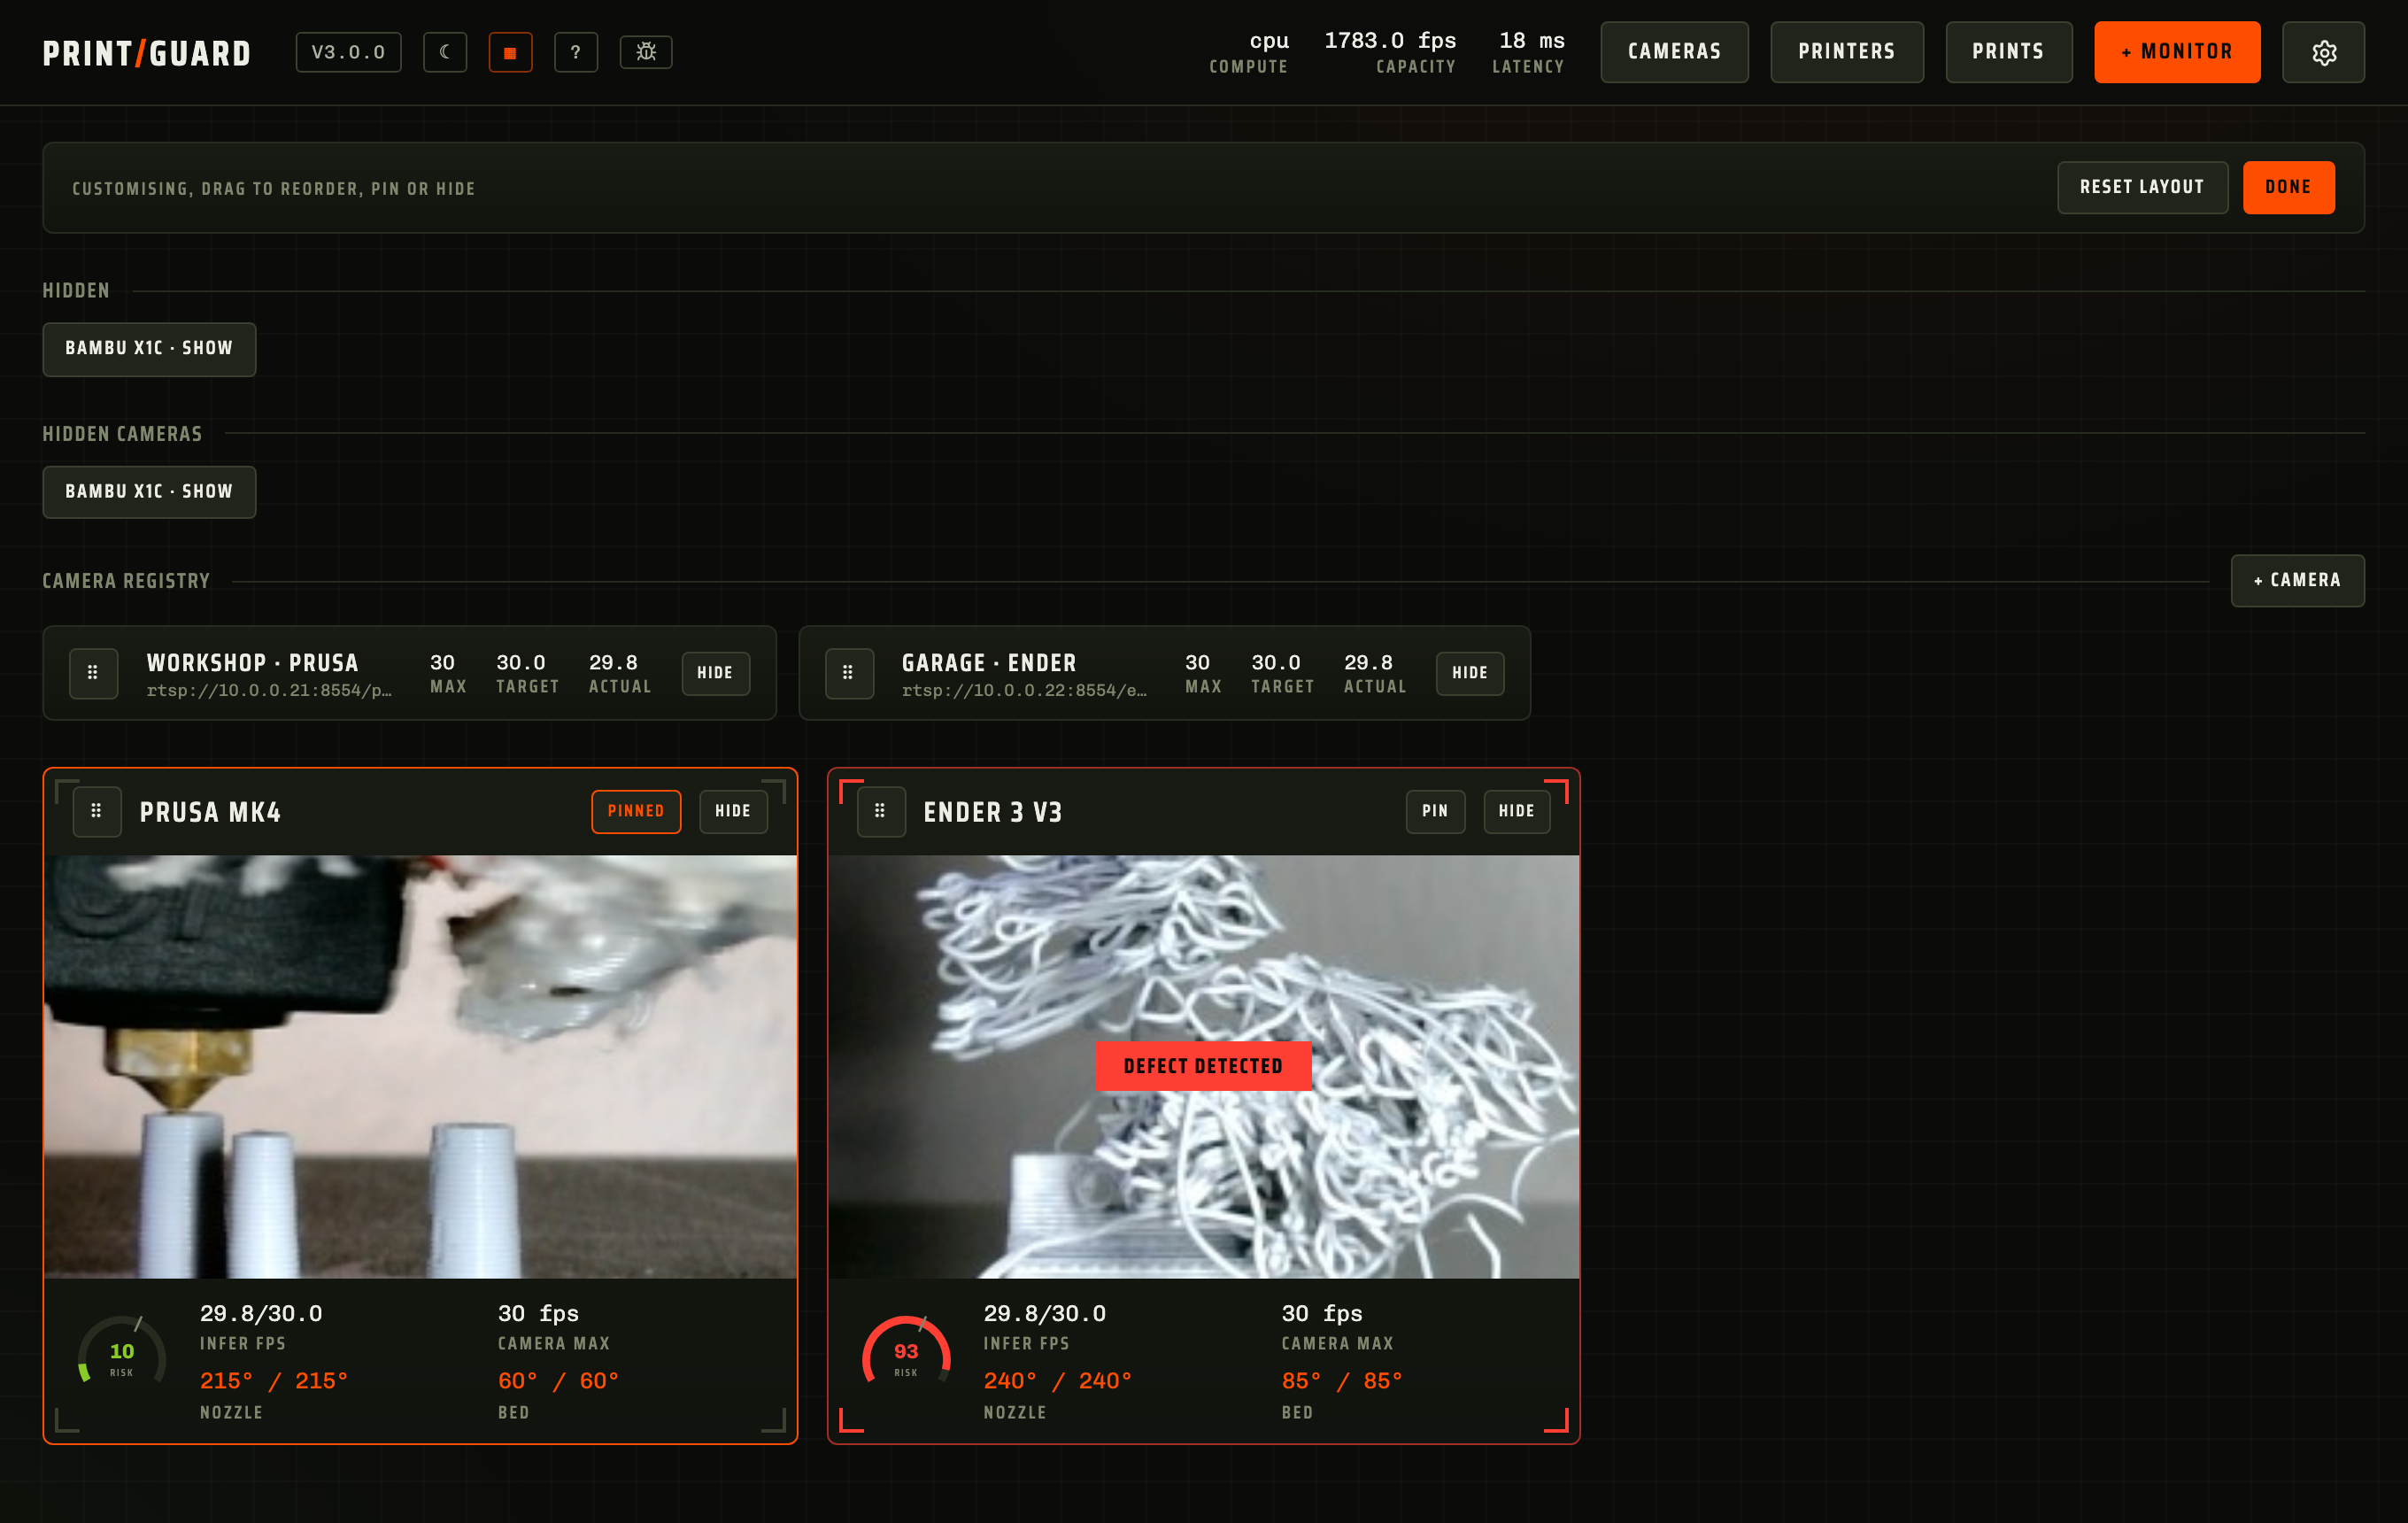 PRINT/GUARD V3.0.0 ? cpu 1783.0 fps 18 ms CAMERAS PRINTERS PRINTS + MONITOR
COMPUTE CAPACITY LATENCY
CUSTOMISING, DRAG TO REORDER, PIN OR HIDE RESET LAYOUT DONE
HIDDEN
BAMBU X1C · SHOW
HIDDEN CAMERAS
BAMBU X1C · SHOW
CAMERA REGISTRY + CAMERA
WORKSHOP · PRUSA 30 30.0 29.8 HIDE
rtsp://10.0.0.21:8554/p… MAX TARGET ACTUAL
GARAGE · ENDER 30 30.0 29.8 HIDE
rtsp://10.0.0.22:8554/e… MAX TARGET ACTUAL
PRUSA MK4 PINNED HIDE
29.8/30.0 30 fps
INFER FPS CAMERA MAX
10
RISK
215° / 215° 60° / 60°
NOZZLE BED
ENDER 3 V3 PIN HIDE
DEFECT DETECTED
29.8/30.0 30 fps
INFER FPS CAMERA MAX
93
RISK
240° / 240° 85° / 85°
NOZZLE BED